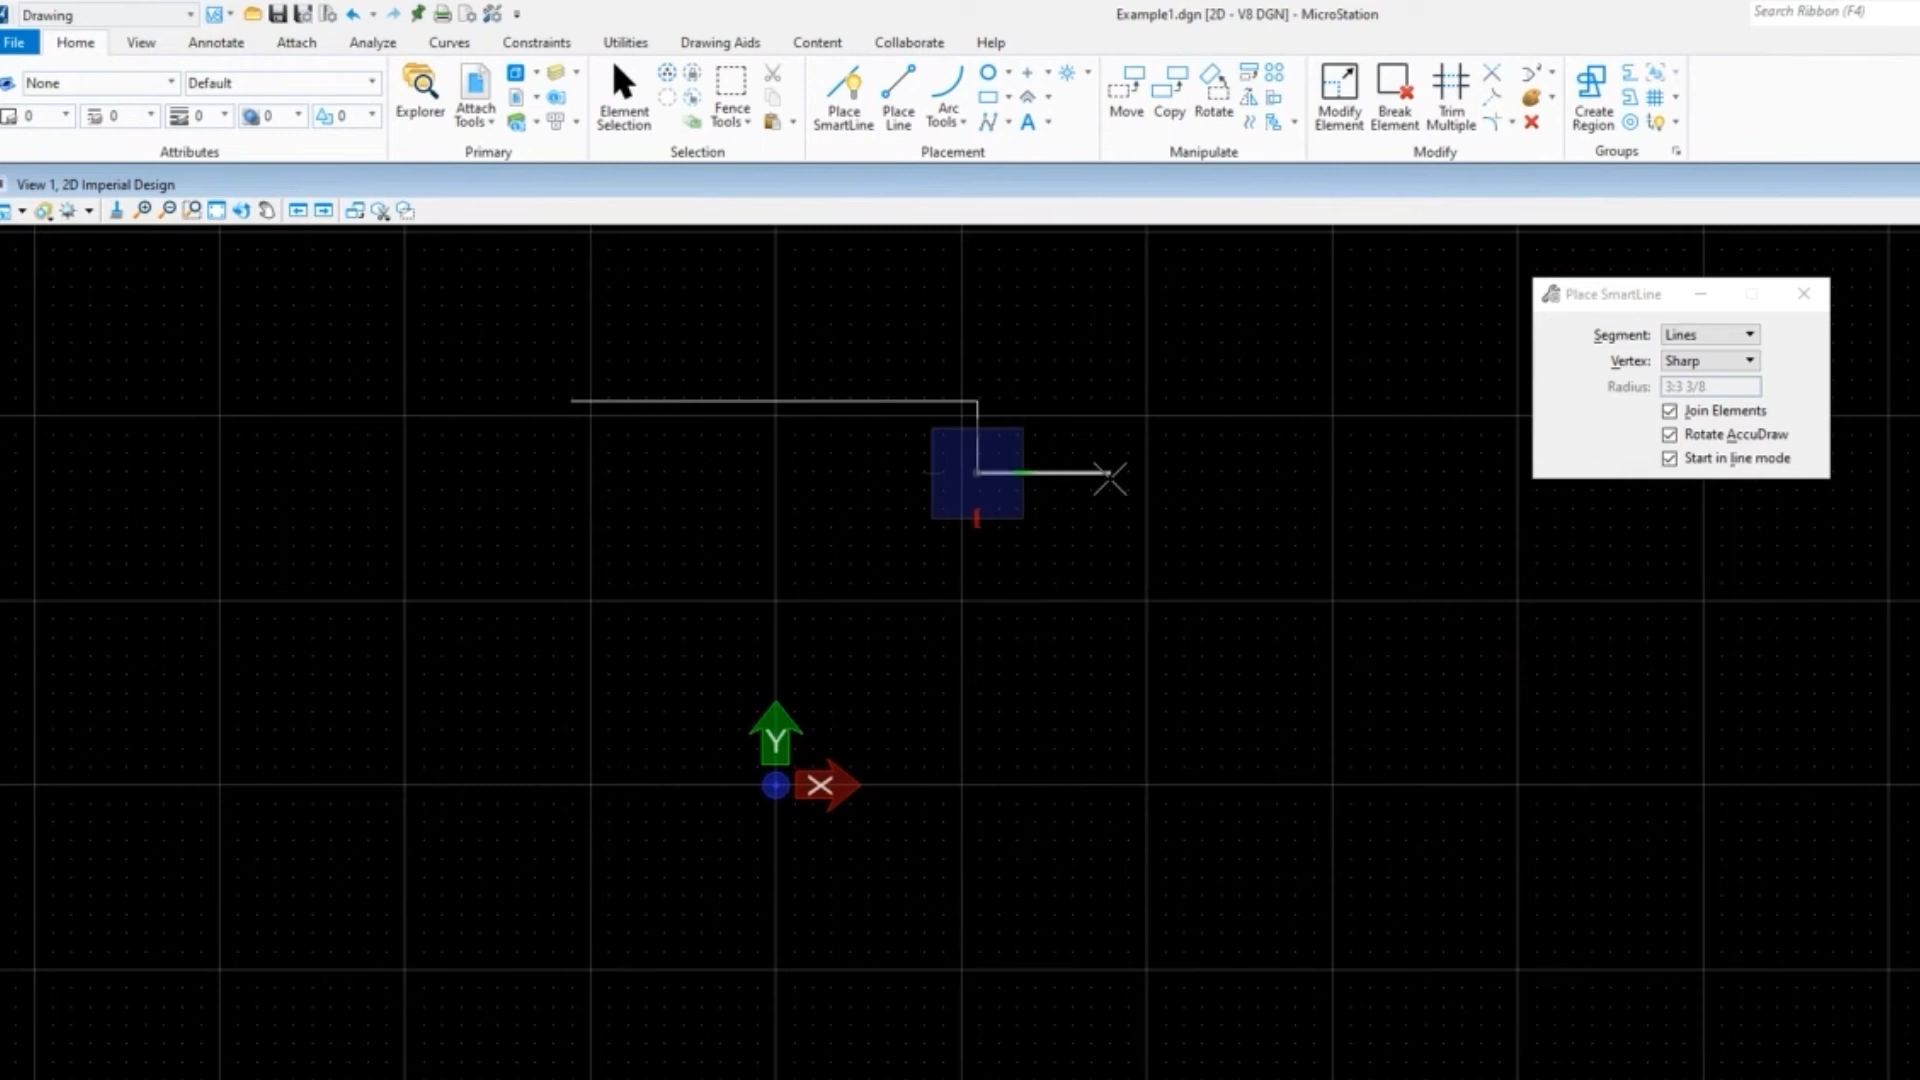 Drawing
Example1.dgn [2D - V8 DGN] - MicroStation
Search Ribbon (F4)
File Home View Annotate Attach Analyze Curves Constraints Utilities Drawing Aids Content Collaborate Help
None Default
0 0 0 0 0
Explorer
Attach Tools
Element Selection
Fence Tools
Place SmartLine
Place Line
Arc Tools
Move Copy Rotate
Modify Element
Break Element
Trim Multiple
Create Region
Attributes Primary Selection Placement Manipulate Modify Groups
View 1, 2D Imperial Design
Place SmartLine
Segment: Lines
Vertex: Sharp
Radius: 3:3 3/8
Join Elements
Rotate AccuDraw
Start in line mode
Y
X